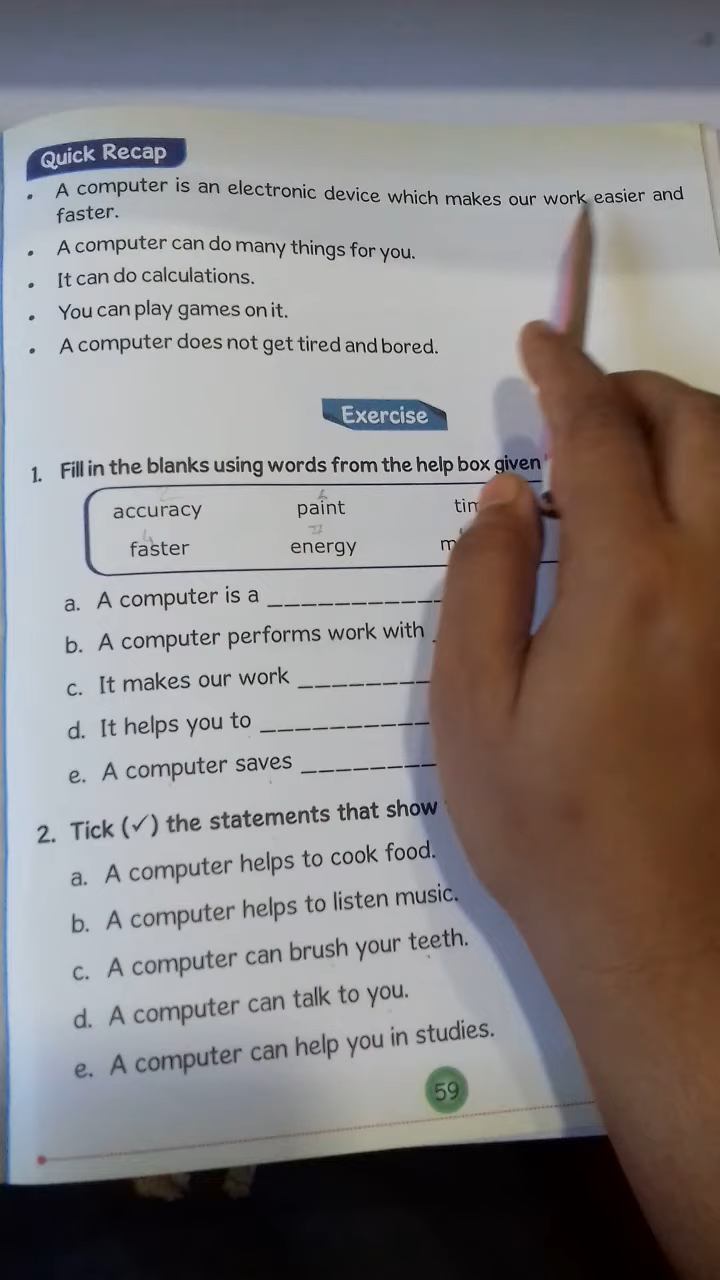 Quick Recap
• A computer is an electronic device which makes our work easier and
faster.
• A computer can do many things for you.
• It can do calculations.
• You can play games on it.
• A computer does not get tired and bored.
Exercise
1. Fill in the blanks using words from the help box given
accuracy paint
faster energy
a. A computer is a ___________
b. A computer performs work with
c. It makes our work ________
d. It helps you to __________
e. A computer saves ________
2. Tick (✓) the statements that show
a. A computer helps to cook food.
b. A computer helps to listen music.
c. A computer can brush your teeth.
d. A computer can talk to you.
e. A computer can help you in studies.
59